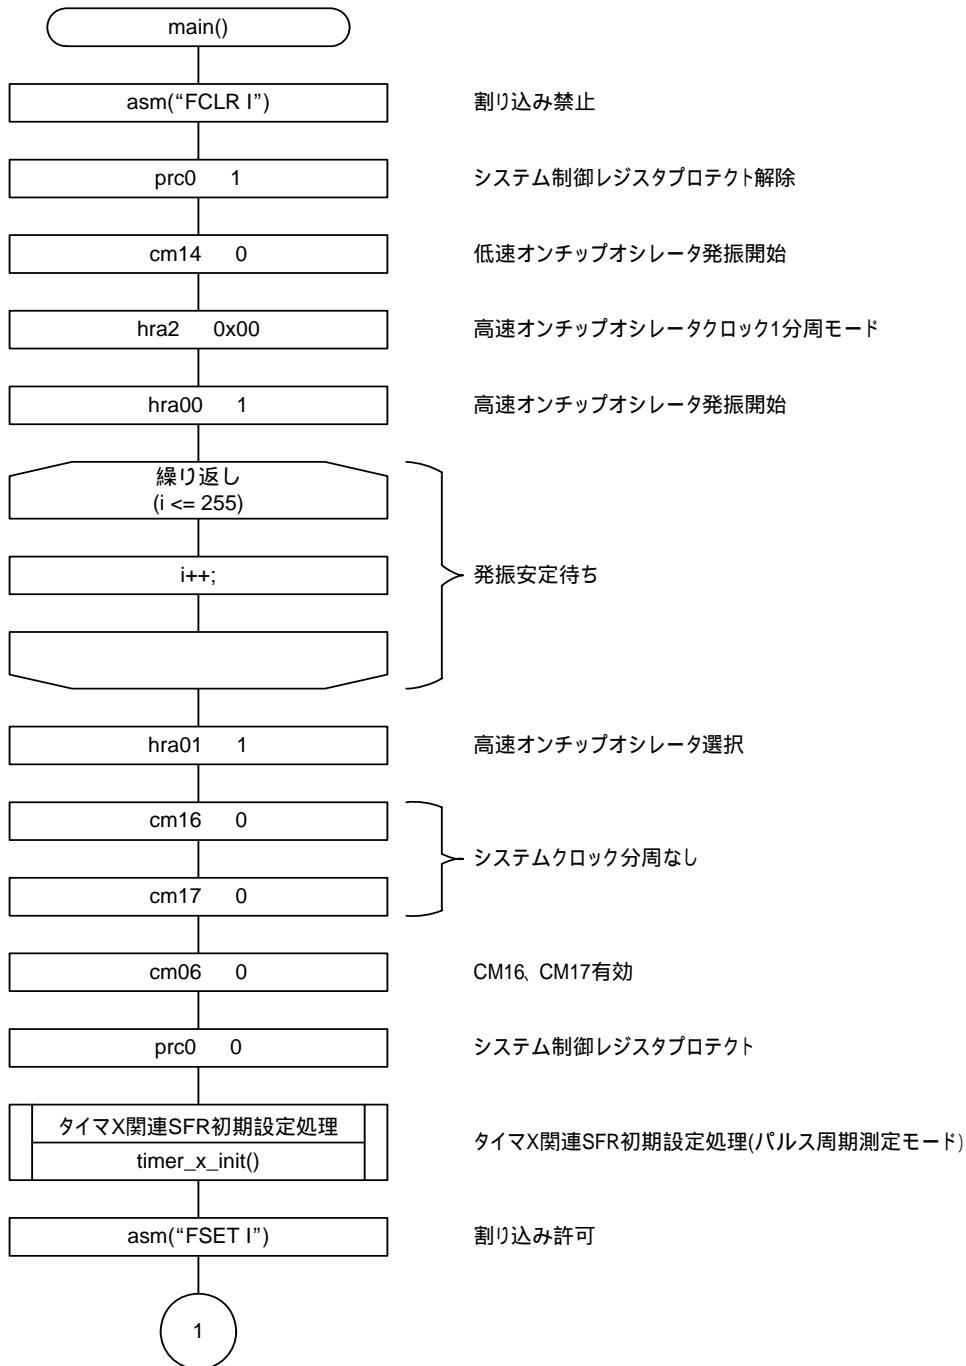 main()
asm(“FCLR I”)
割り込み禁止
prc0 1
システム制御レジスタプロテクト解除
cm14 0
低速オンチップオシレータ発振開始
hra2 0x00
高速オンチップオシレータクロック1分周モード
hra00 1
高速オンチップオシレータ発振開始
繰り返し
(i <= 255)
i++;
発振安定待ち
hra01 1
高速オンチップオシレータ選択
cm16 0
システムクロック分周なし
cm17 0
cm06 0
CM16、CM17有効
prc0 0
システム制御レジスタプロテクト
タイマX関連SFR初期設定処理
timer_x_init()
タイマX関連SFR初期設定処理(パルス周期測定モード)
asm(“FSET I”)
割り込み許可
1